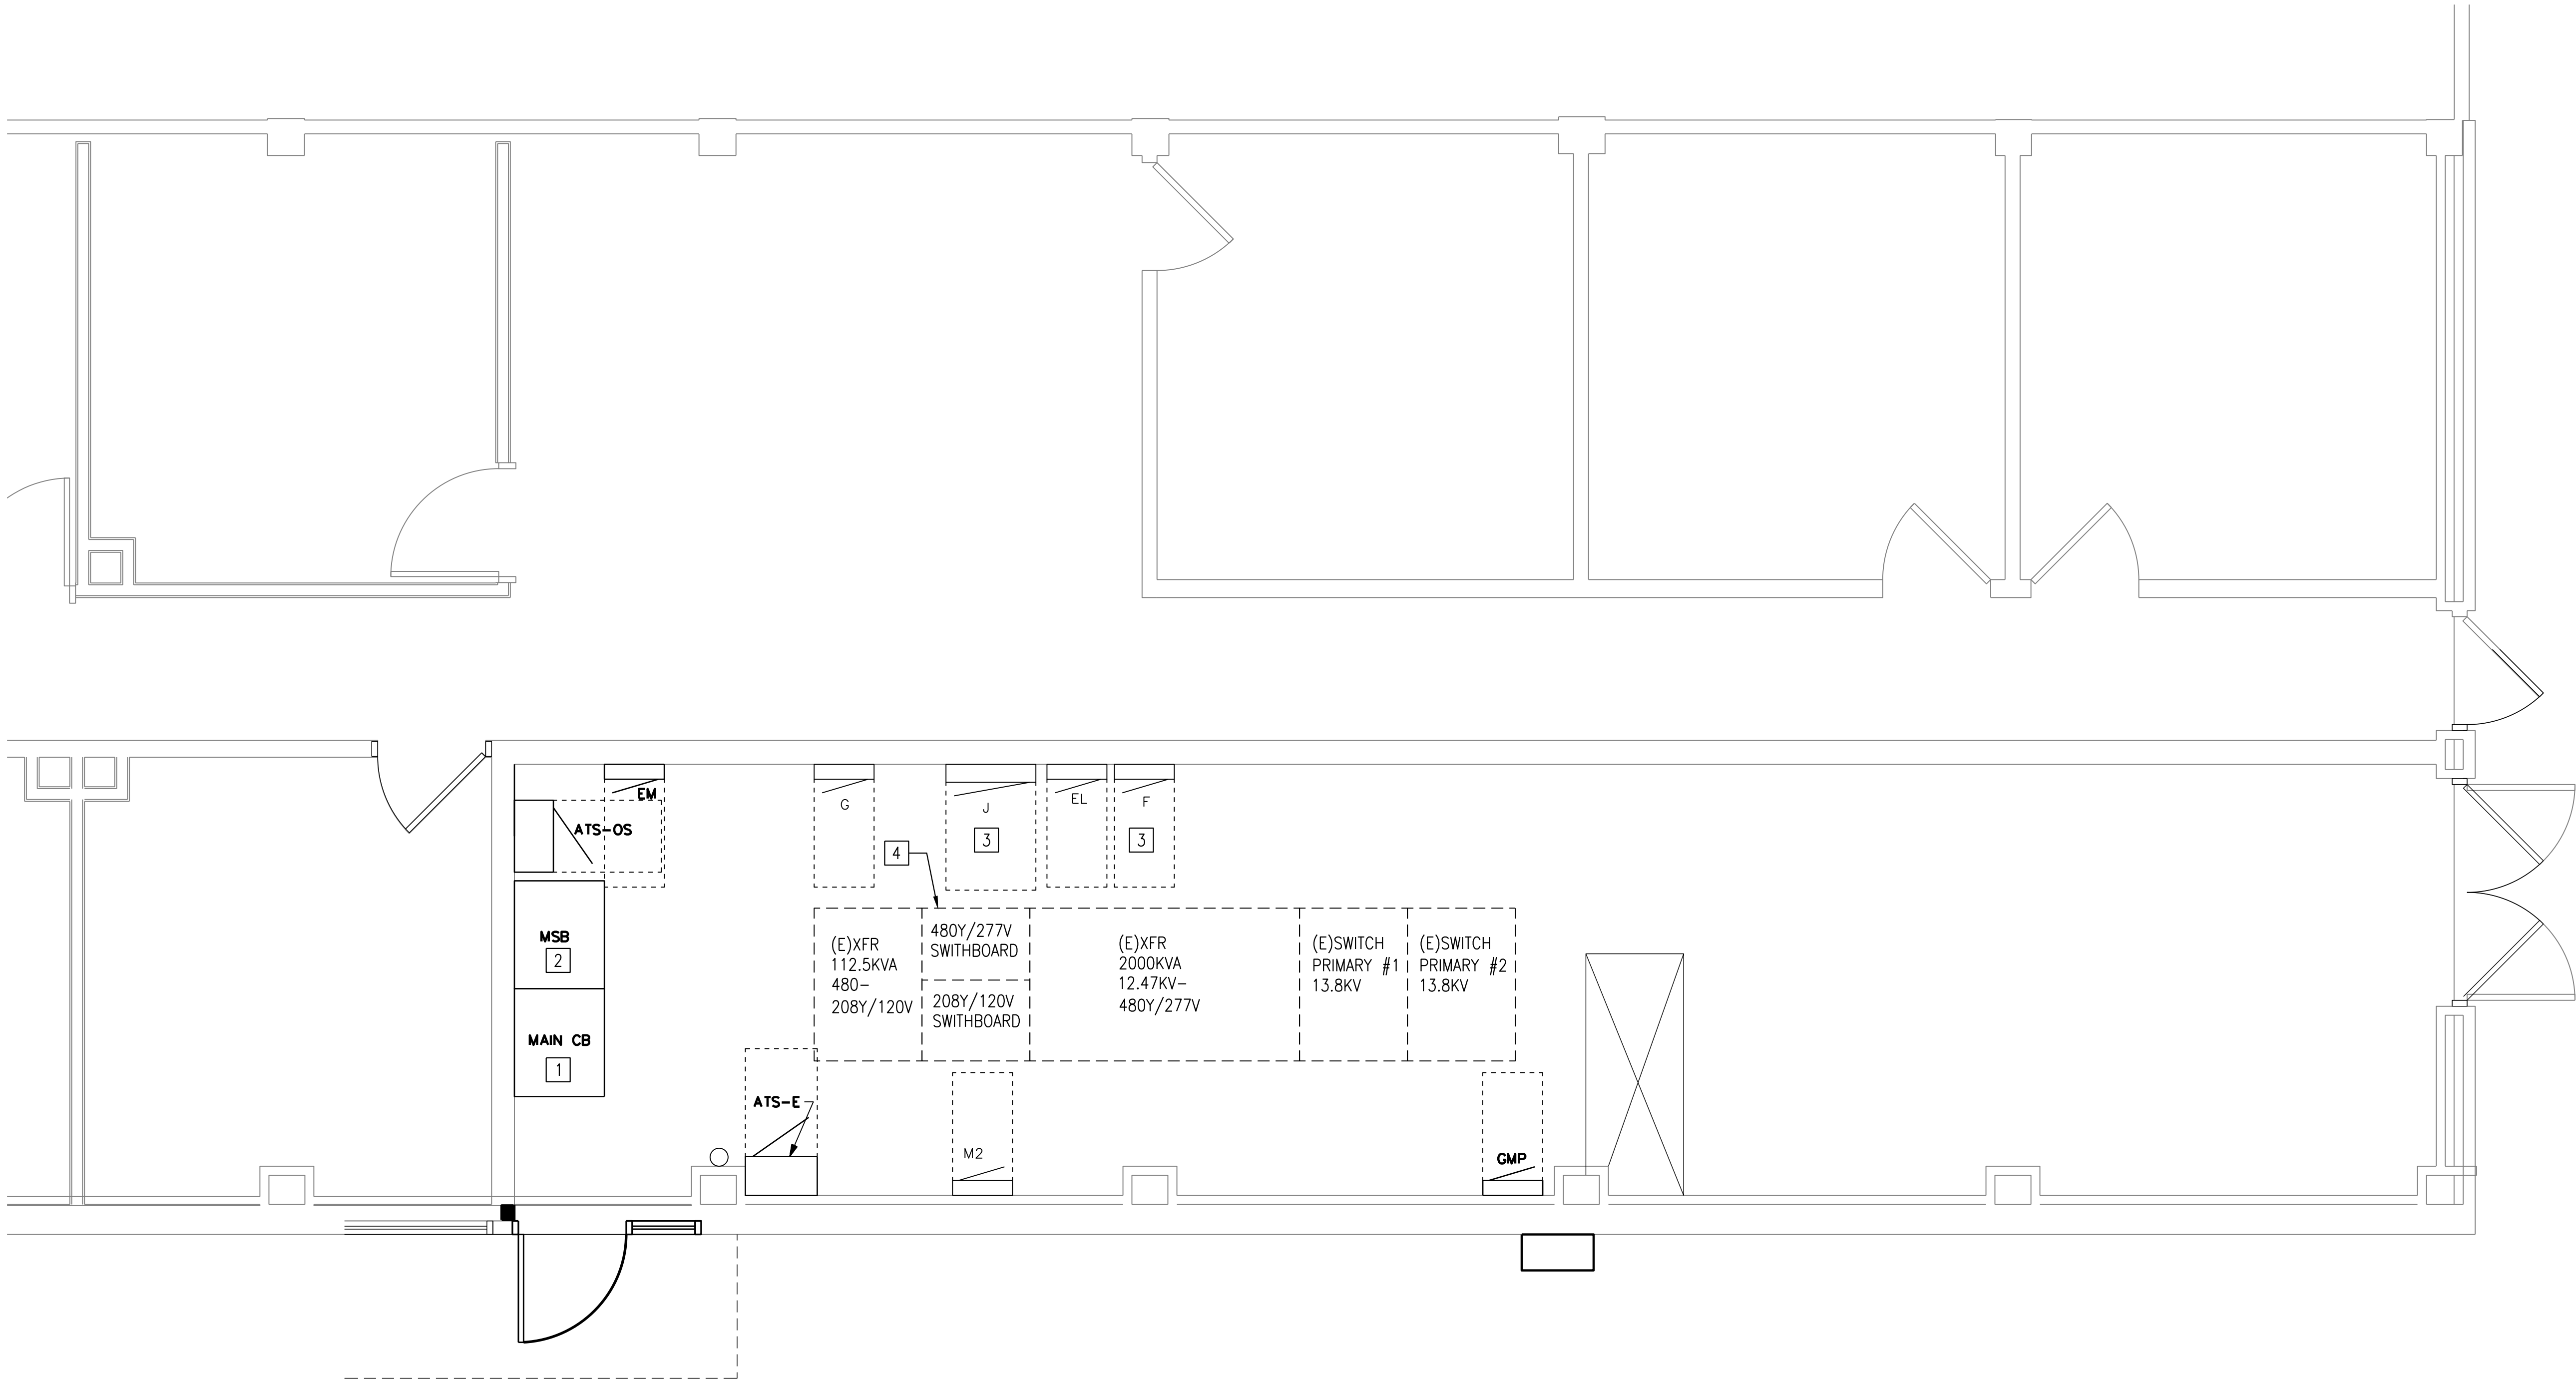 EM
G
J
EL
F
ATS-OS
3
3
4
MSB
2
MAIN CB
1
(E)XFR
112.5KVA
480-
208Y/120V
480Y/277V
SWITHBOARD
208Y/120V
SWITHBOARD
(E)XFR
2000KVA
12.47KV-
480Y/277V
(E)SWITCH
PRIMARY #1
13.8KV
(E)SWITCH
PRIMARY #2
13.8KV
ATS-E
M2
GMP